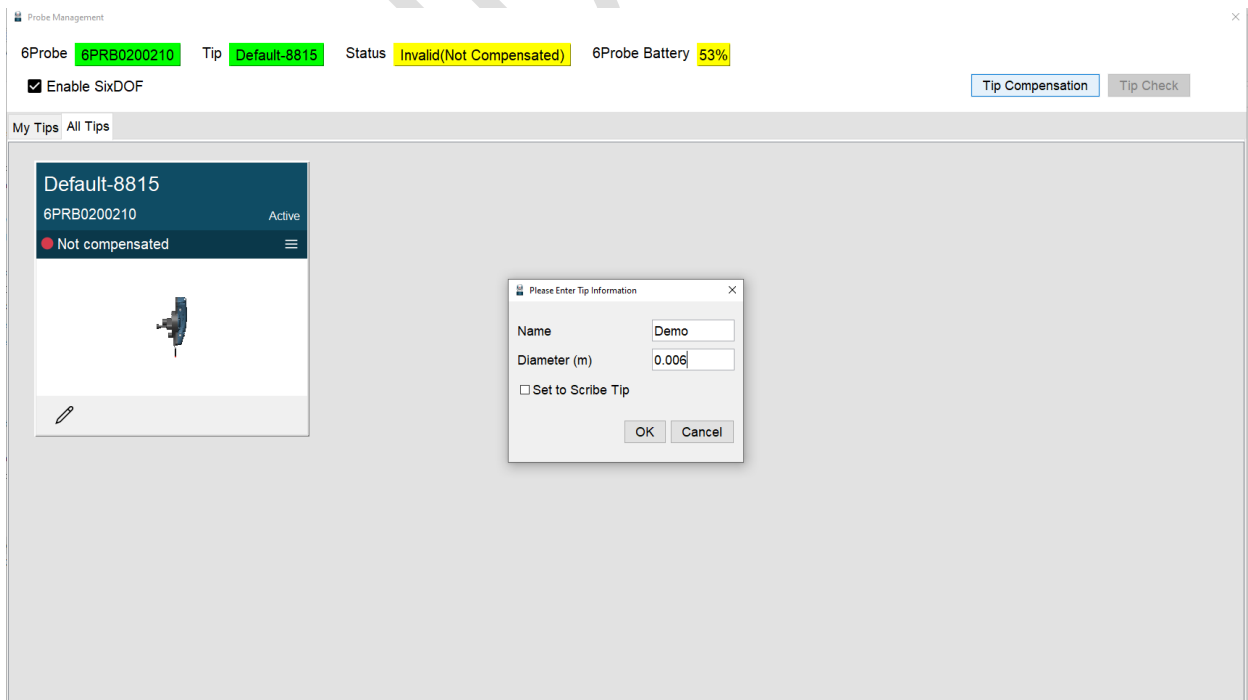 Probe Management
6Probe 6PRB0200210 Tip Default-8815 Status Invalid(Not Compensated) 6Probe Battery 53%
Enable SixDOF
Tip Compensation Tip Check
My Tips All Tips
Default-8815
6PRB0200210 Active
Not compensated
Please Enter Tip Information
Name Demo
Diameter (m) 0.006
Set to Scribe Tip
OK Cancel